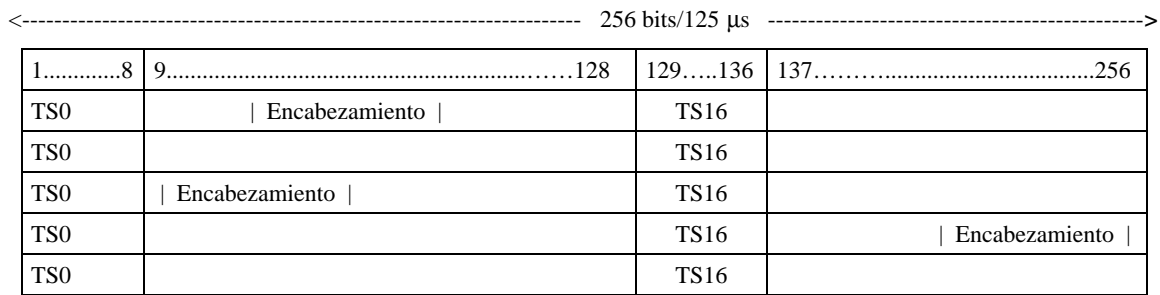 <---------------------------------------------------------------------- 256 bits/125 µs ----------------------------------------------->
1.............8 9.............................................................……128 129…..136 137………....................................256
TS0 | Encabezamiento | TS16
TS0 TS16
TS0 | Encabezamiento | TS16
TS0 TS16 | Encabezamiento |
TS0 TS16